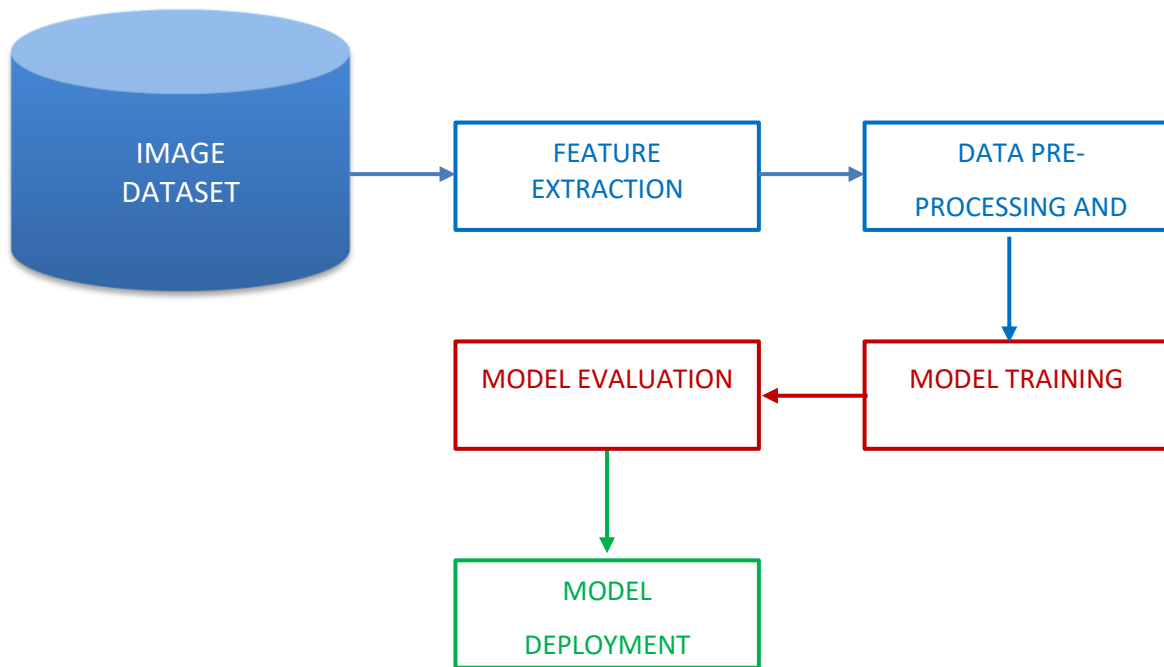 IMAGE
DATASET
FEATURE
EXTRACTION
DATA PRE-
PROCESSING AND
MODEL TRAINING
MODEL EVALUATION
MODEL
DEPLOYMENT